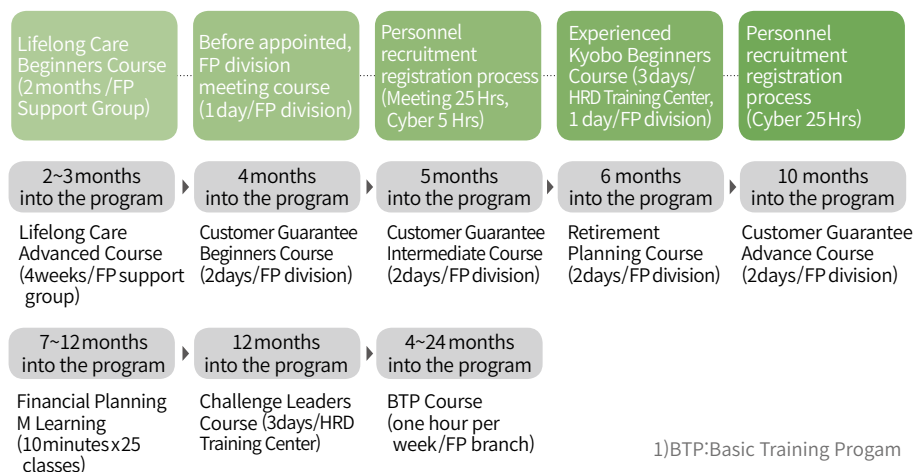 Lifelong Care
Beginners Course
(2months/FP
Support Group)
Before appointed,
FP division
meeting course
(1day/FP division)
Personnel
recruitment
registration process
(Meeting 25Hrs,
Cyber 5 Hrs)
Experienced
Kyobo Beginners
Course (3days/
HRD Training Center,
1 day/FP division)
Personnel
recruitment
registration
process
(Cyber 25Hrs)
2~3months
into the program
4months
into the program
5months
into the program
6 months
into the program
10 months
into the program
Lifelong Care
Advanced Course
(4weeks/FP support
group)
Customer Guarantee
Beginners Course
(2days/FP division)
Customer Guarantee
Intermediate Course
(2days/FP division)
Retirement
Planning Course
(2days/FP division)
Customer Guarantee
Advance Course
(2days/FP division)
7~12months
into the program
12months
into the program
4~24months
into the program
Financial Planning
M Learning
(10minutesx25
classes)
Challenge Leaders
Course (3days/HRD
Training Center)
BTP Course
(one hour per
week/FP branch)
1)BTP:Basic Training Progam